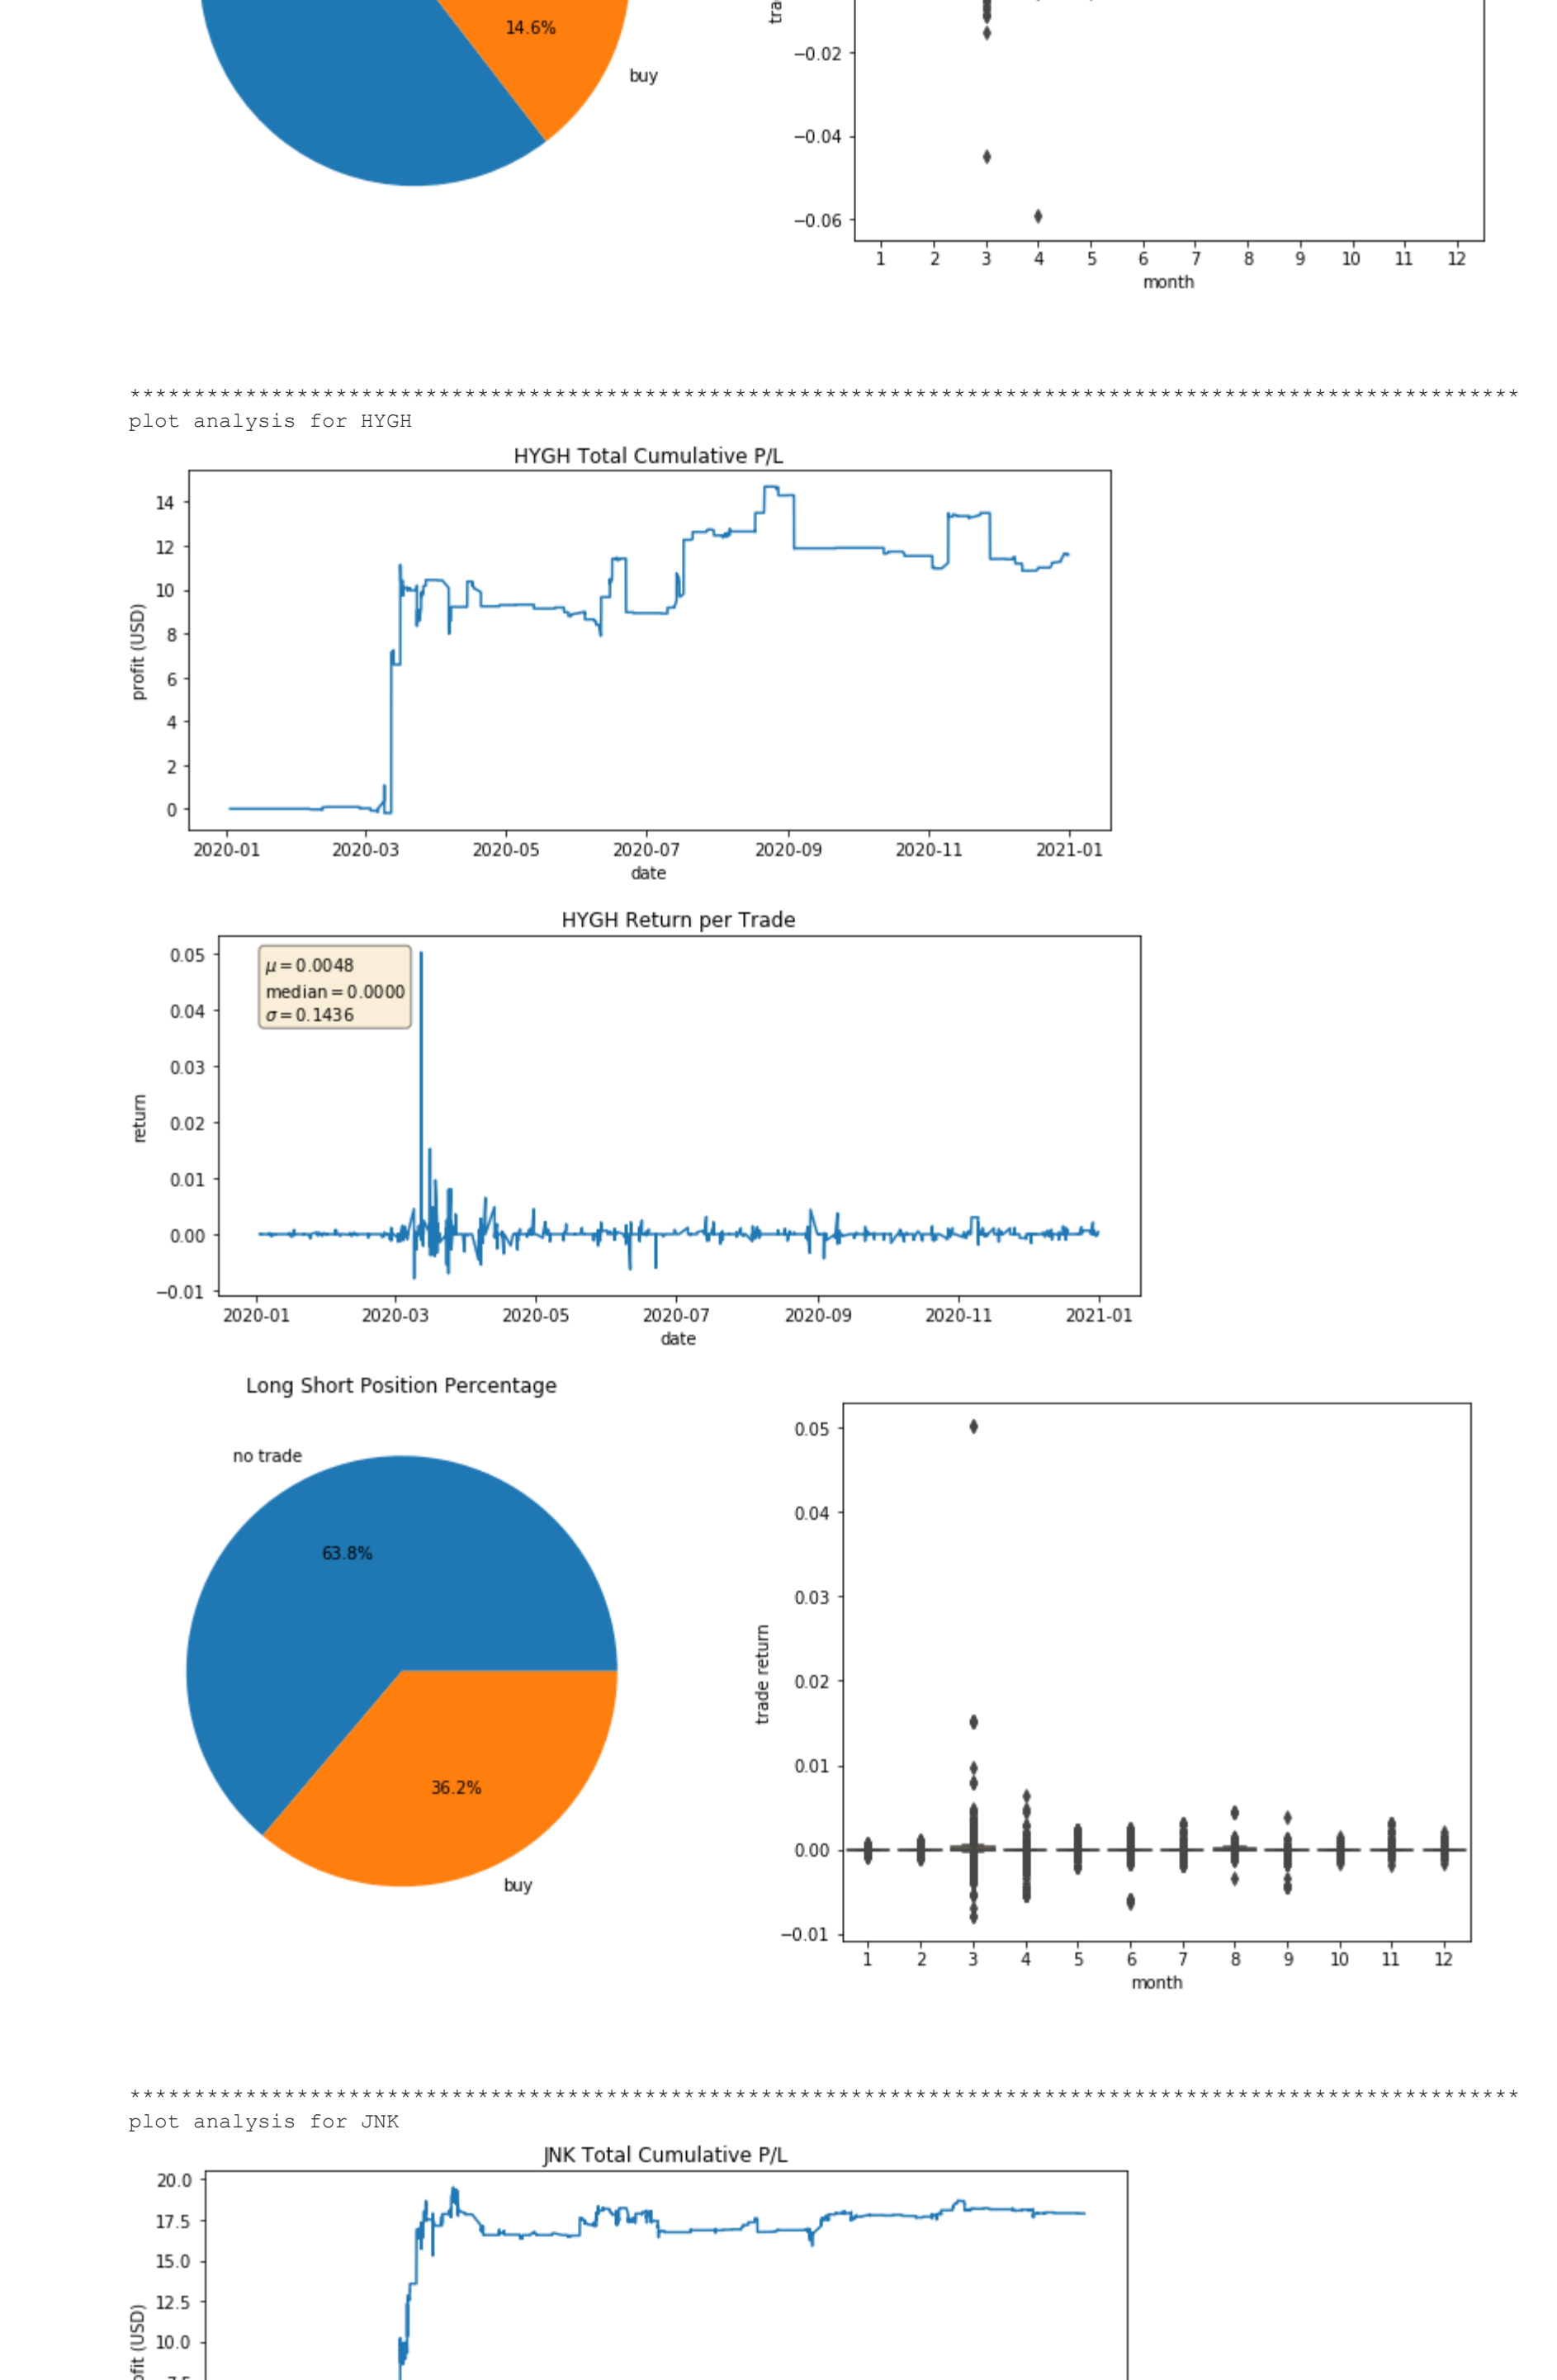 14.6%
buy
−0.02
−0.04
−0.06
1 2 3 4 5 6 7 8 9 10 11 12
month
************************************************************************************************************
plot analysis for HYGH
HYGH Total Cumulative P/L
14
12
10
8
6
4
2
0
profit (USD)
2020-01 2020-03 2020-05 2020-07 2020-09 2020-11 2021-01
date
HYGH Return per Trade
μ = 0.0048
median = 0.0000
σ = 0.1436
0.05
0.04
0.03
0.02
0.01
0.00
−0.01
return
2020-01 2020-03 2020-05 2020-07 2020-09 2020-11 2021-01
date
Long Short Position Percentage
no trade
63.8%
36.2%
buy
0.05
0.04
0.03
0.02
0.01
0.00
−0.01
trade return
1 2 3 4 5 6 7 8 9 10 11 12
month
************************************************************************************************************
plot analysis for JNK
JNK Total Cumulative P/L
20.0
17.5
15.0
12.5
10.0
(USD)